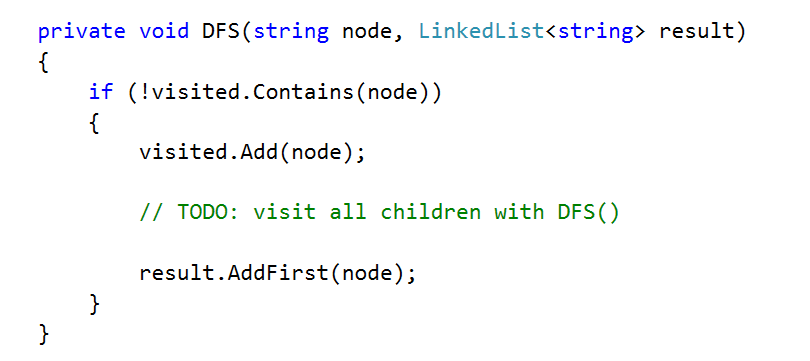 private void DFS(string node, LinkedList<string> result)
{
    if (!visited.Contains(node))
    {
        visited.Add(node);

        // TODO: visit all children with DFS()

        result.AddFirst(node);
    }
}